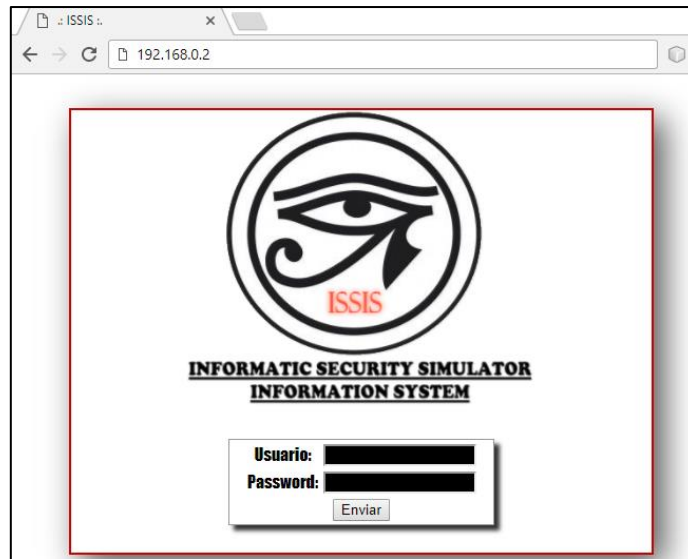 .: ISSIS :.
192.168.0.2
ISSIS
INFORMATIC SECURITY SIMULATOR
INFORMATION SYSTEM
Usuario:
Password:
Enviar